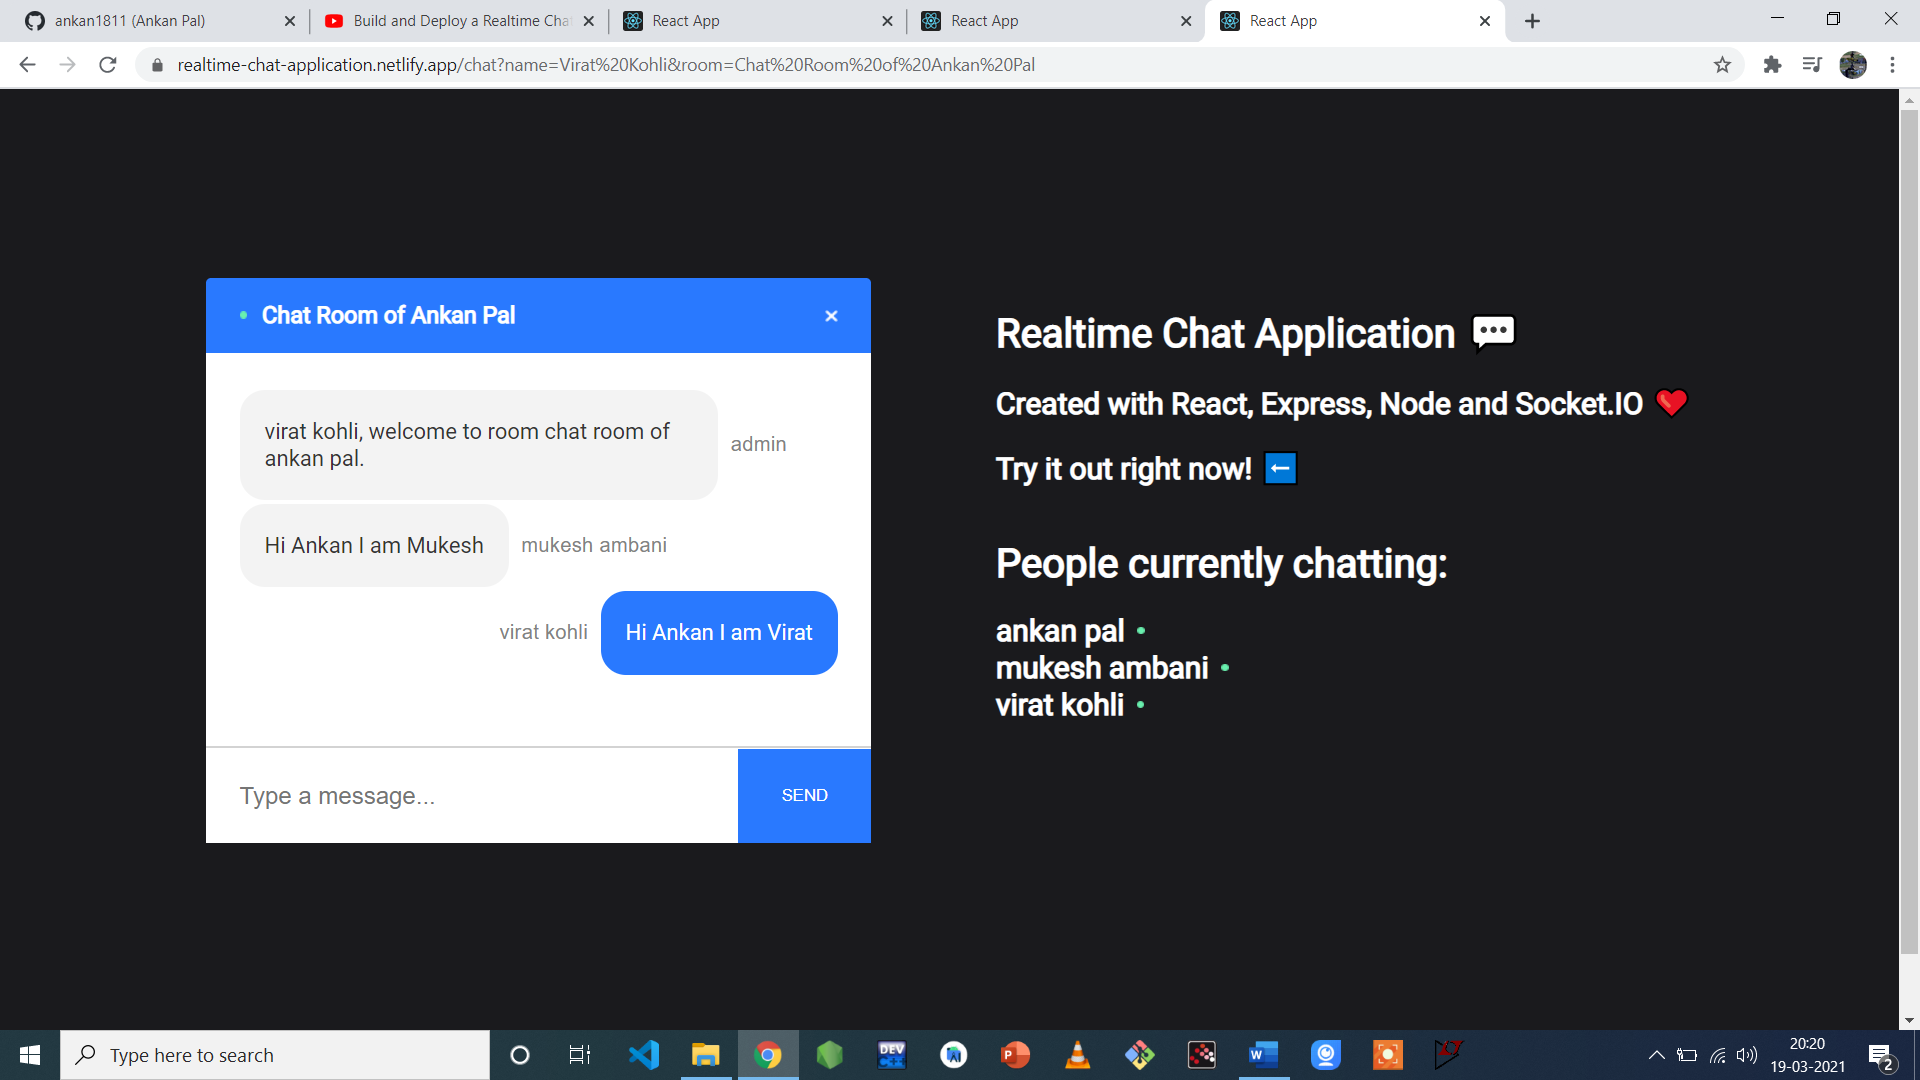 ankan1811 (Ankan Pal)
Build and Deploy a Realtime Cha
React App
React App
React App
realtime-chat-application.netlify.app/chat?name=Virat%20Kohli&room=Chat%20Room%20of%20Ankan%20Pal
Chat Room of Ankan Pal
virat kohli, welcome to room chat room of
ankan pal.
admin
Hi Ankan I am Mukesh
mukesh ambani
virat kohli
Hi Ankan I am Virat
Type a message...
SEND
Realtime Chat Application
Created with React, Express, Node and Socket.IO
Try it out right now!
People currently chatting:
ankan pal
mukesh ambani
virat kohli
Type here to search
DEV
C++
P
W
20:20
19-03-2021
2